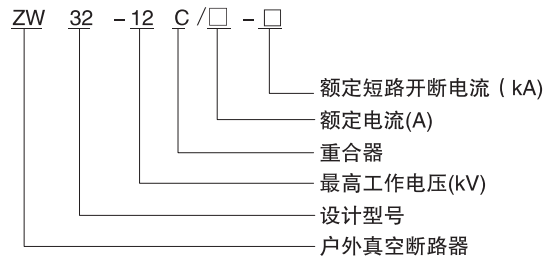 ZW 32 -12 C /□ -□
额定短路开断电流（kA)
额定电流(A)
重合器
最高工作电压(kV)
设计型号
户外真空断路器